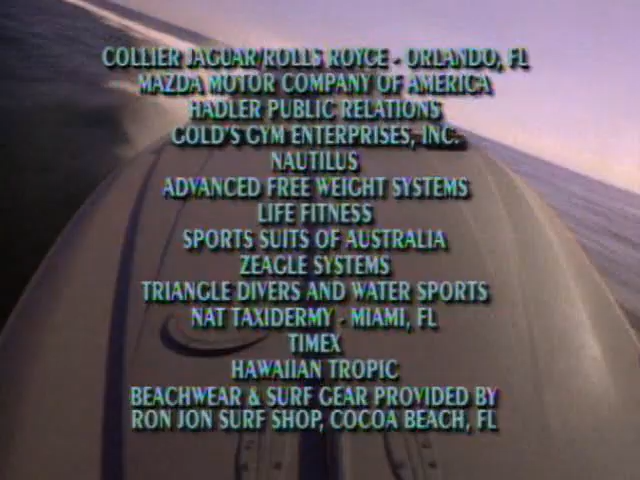 COLLIER JAGUAR/ROLLS ROYCE - ORLANDO, FL
MAZDA MOTOR COMPANY OF AMERICA
HADLER PUBLIC RELATIONS
GOLD'S GYM ENTERPRISES, INC.
NAUTILUS
ADVANCED FREE WEIGHT SYSTEMS
LIFE FITNESS
SPORTS SUITS OF AUSTRALIA
ZEAGLE SYSTEMS
TRIANGLE DIVERS AND WATER SPORTS
NAT TAXIDERMY - MIAMI, FL
TIMEX
HAWAIIAN TROPIC
BEACHWEAR & SURF GEAR PROVIDED BY
RON JON SURF SHOP, COCOA BEACH, FL